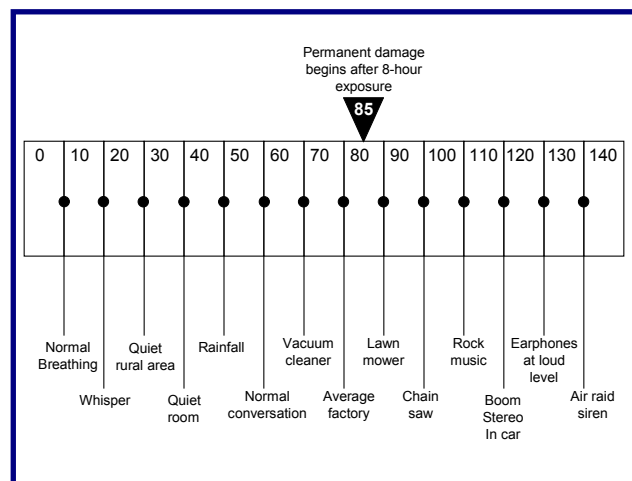 Permanent damage
begins after 8-hour
exposure
85
0 10 20 30 40 50 60 70 80 90 100 110 120 130 140
Normal
Breathing
Whisper
Quiet
rural area
Quiet
room
Rainfall
Normal
conversation
Vacuum
cleaner
Average
factory
Lawn
mower
Chain
saw
Rock
music
Boom
Stereo
In car
Earphones
at loud
level
Air raid
siren